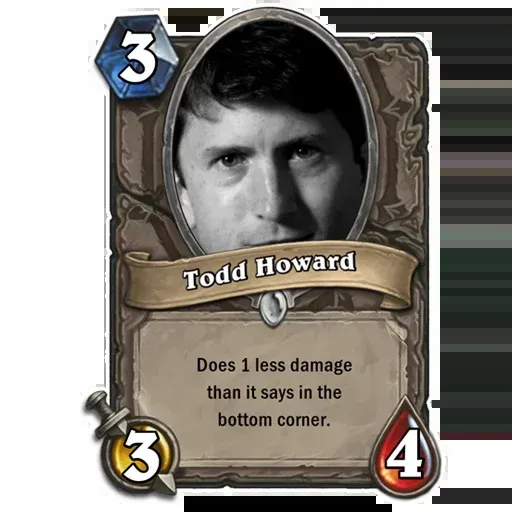 3
Todd Howard
Does 1 less damage
than it says in the
bottom corner.
3
4